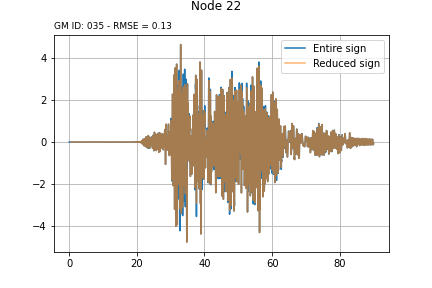 Node 22
GM ID: 035 - RMSE = 0.13
Entire sign
Reduced sign
4
2
0
−2
−4
0 20 40 60 80